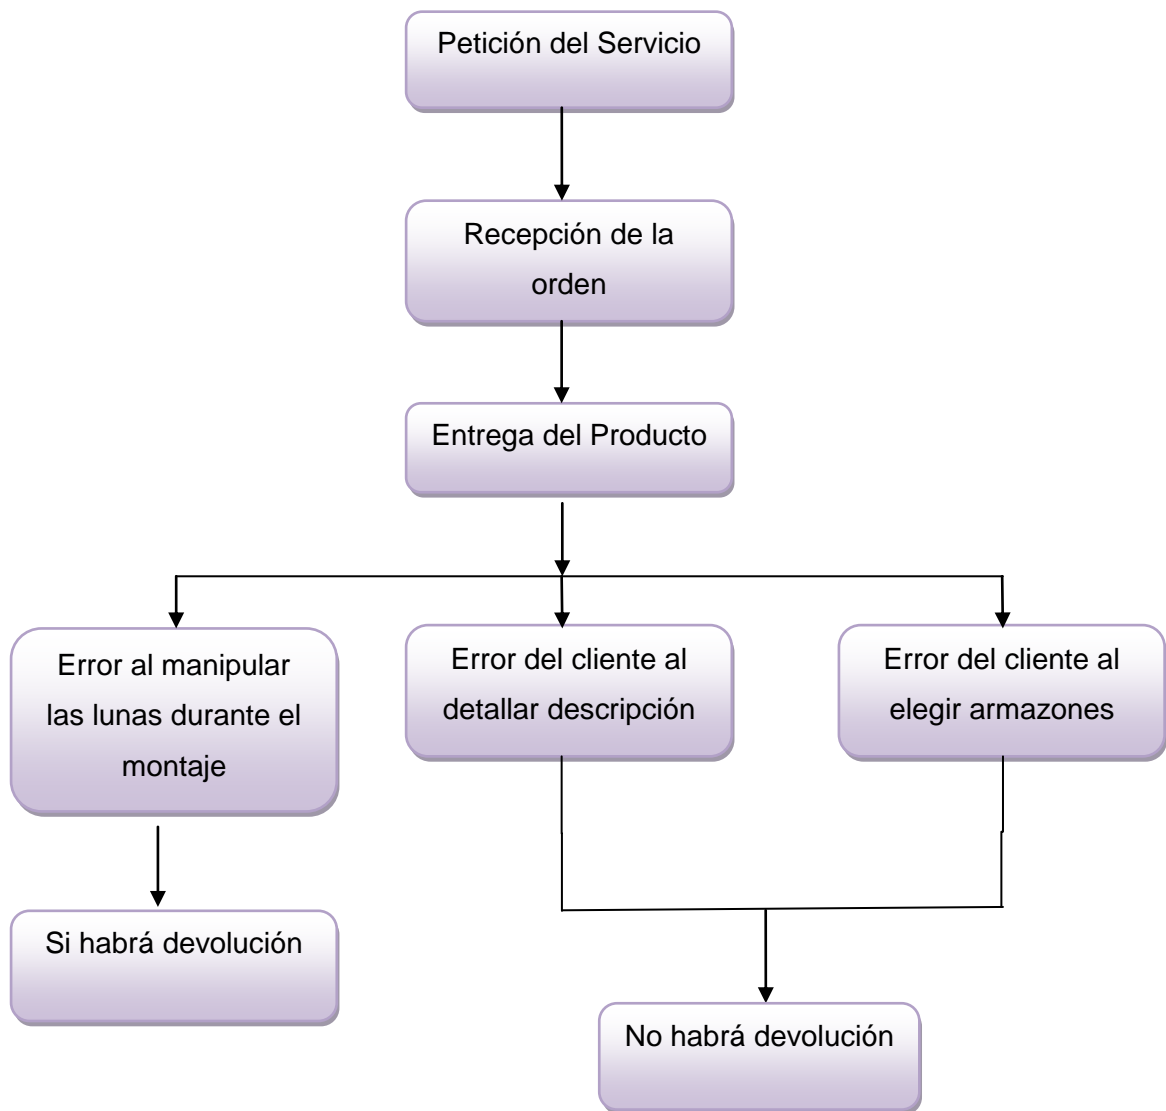 Petición del Servicio
Recepción de la
orden
Entrega del Producto
Error al manipular
las lunas durante el
montaje
Error del cliente al
detallar descripción
Error del cliente al
elegir armazones
Si habrá devolución
No habrá devolución